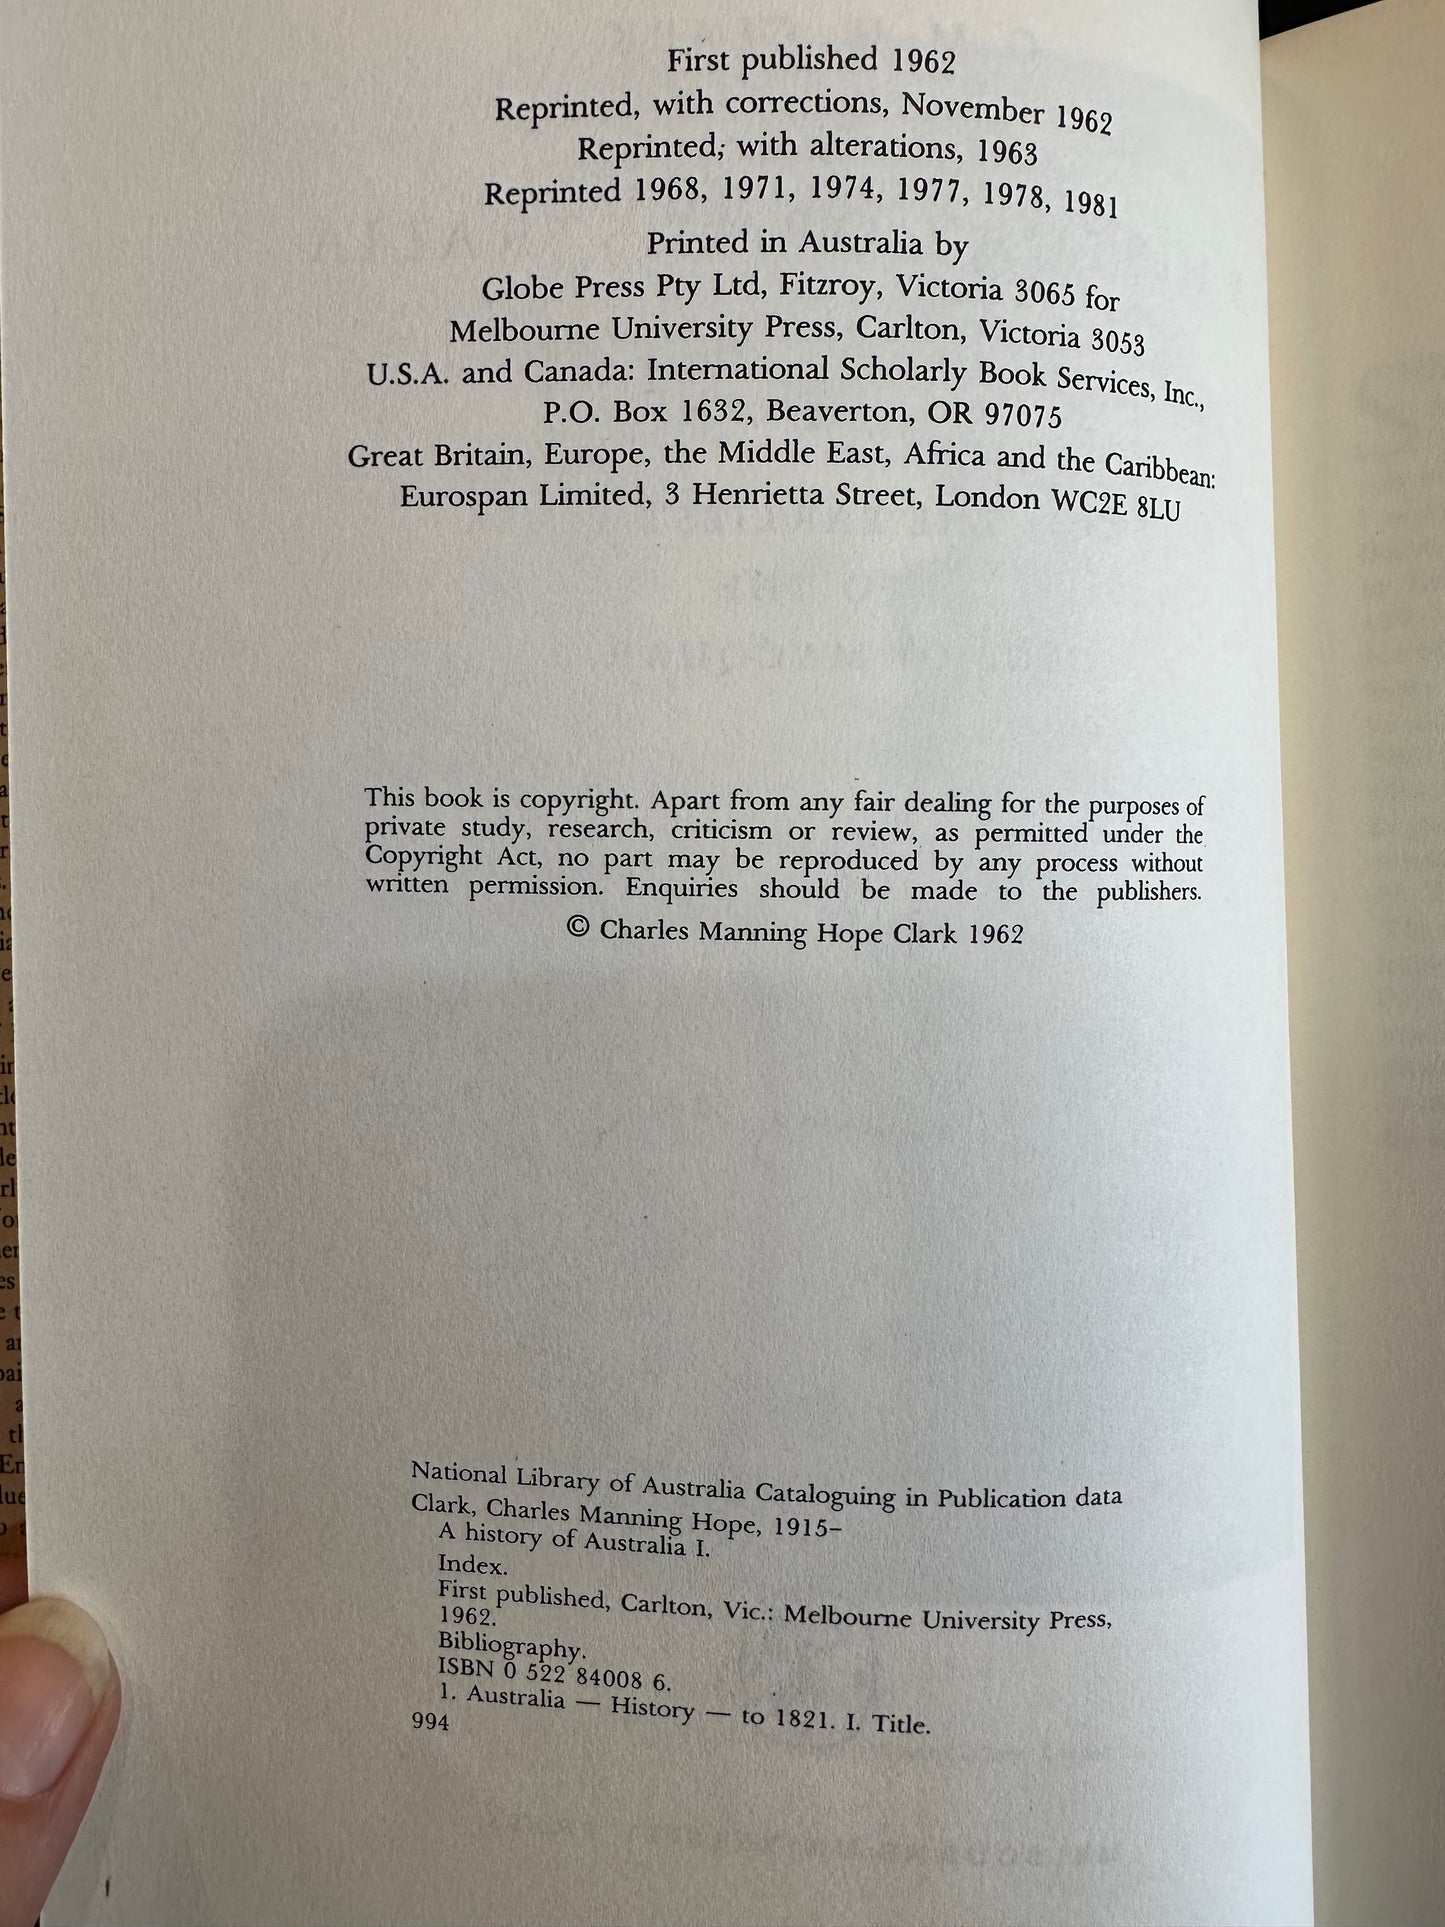 First published 1962
Reprinted, with corrections, November 1962
Reprinted; with alterations, 1963
Reprinted 1968, 1971, 1974, 1977, 1978, 1981
Printed in Australia by
Globe Press Pty Ltd, Fitzroy, Victoria 3065 for
Melbourne University Press, Carlton, Victoria 3053
U.S.A. and Canada: International Scholarly Book Services, Inc.,
P.O. Box 1632, Beaverton, OR 97075
Great Britain, Europe, the Middle East, Africa and the Caribbean:
Eurospan Limited, 3 Henrietta Street, London WC2E 8LU
This book is copyright. Apart from any fair dealing for the purposes of
private study, research, criticism or review, as permitted under the
Copyright Act, no part may be reproduced by any process without
written permission. Enquiries should be made to the publishers.
© Charles Manning Hope Clark 1962
National Library of Australia Cataloguing in Publication data
Clark, Charles Manning Hope, 1915–
A history of Australia I.
Index.
First published, Carlton, Vic.: Melbourne University Press,
1962.
Bibliography.
ISBN 0 522 84008 6.
1. Australia — History — to 1821. I. Title.
994